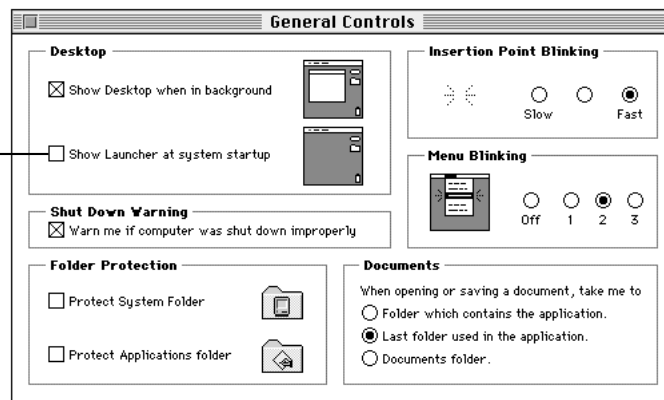 General Controls
Desktop
Show Desktop when in background
Show Launcher at system startup
Shut Down Warning
Warn me if computer was shut down improperly
Folder Protection
Protect System Folder
Protect Applications folder
Insertion Point Blinking
Slow Fast
Menu Blinking
Off 1 2 3
Documents
When opening or saving a document, take me to
Folder which contains the application.
Last folder used in the application.
Documents folder.